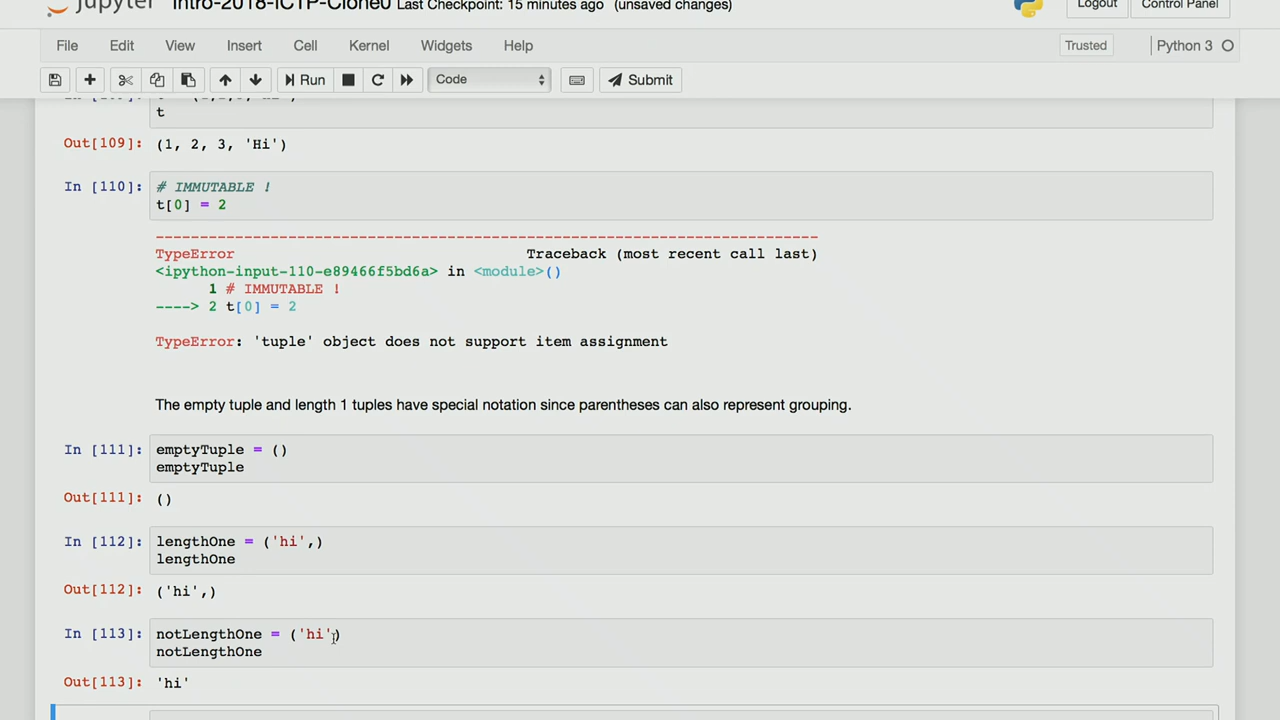 Jupyter Intro-2018-ICTP-Clone0 Last Checkpoint: 15 minutes ago (unsaved changes) Logout Control Panel
File Edit View Insert Cell Kernel Widgets Help Trusted Python 3
Run Code Submit
t
Out[109]: (1, 2, 3, 'Hi')
In [110]: # IMMUTABLE !
t[0] = 2
---------------------------------------------------------------------------
TypeError Traceback (most recent call last)
<ipython-input-110-e89466f5bd6a> in <module>()
1 # IMMUTABLE !
----> 2 t[0] = 2
TypeError: 'tuple' object does not support item assignment
The empty tuple and length 1 tuples have special notation since parentheses can also represent grouping.
In [111]: emptyTuple = ()
emptyTuple
Out[111]: ()
In [112]: lengthOne = ('hi',)
lengthOne
Out[112]: ('hi',)
In [113]: notLengthOne = ('hi')
notLengthOne
Out[113]: 'hi'